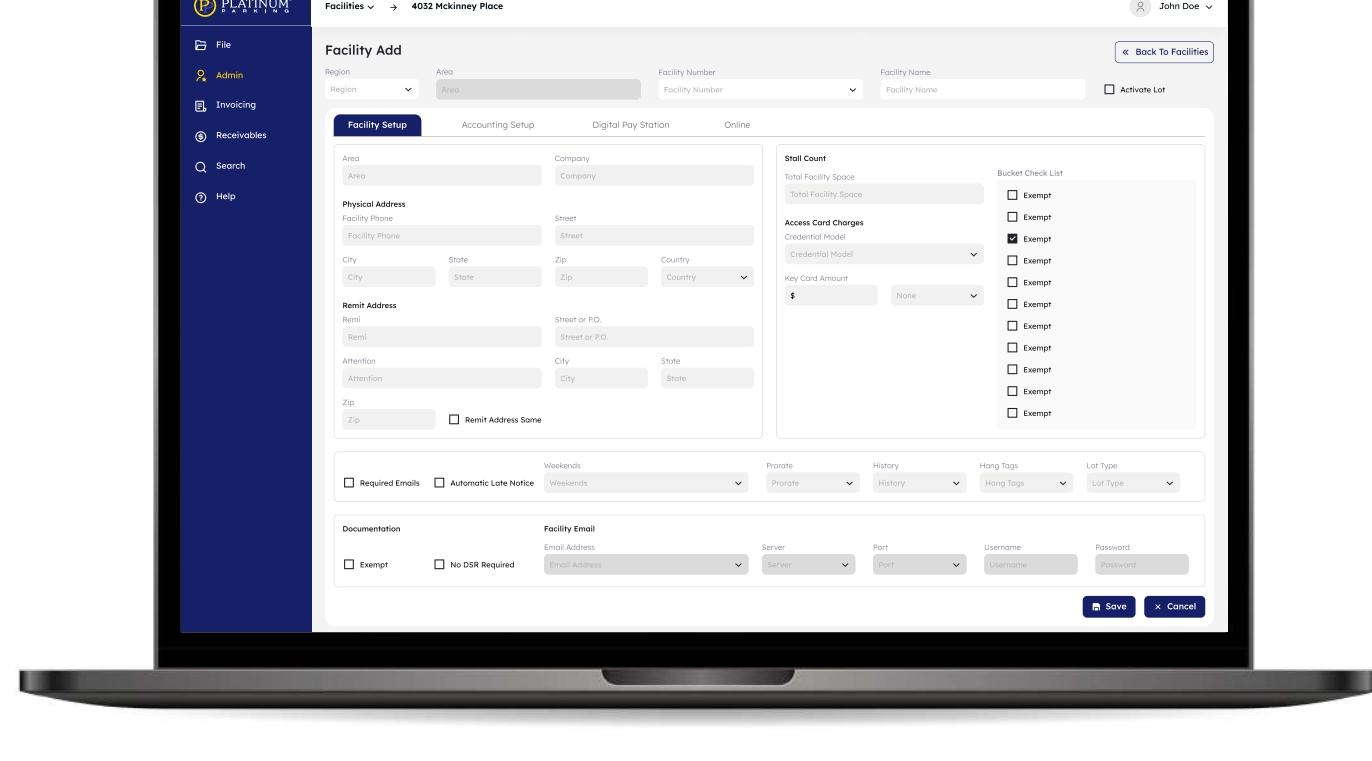 PLATINUM
PARKING
Facilities → 4032 Mckinney Place
John Doe
File
Admin
Invoicing
Receivables
Search
Help
Facility Add
« Back To Facilities
Region
Area
Facility Number
Facility Name
Region
Area
Facility Number
Facility Name
Activate Lot
Facility Setup
Accounting Setup
Digital Pay Station
Online
Area
Company
Area
Company
Physical Address
Facility Phone
Street
Facility Phone
Street
City
State
Zip
Country
City
State
Zip
Country
Remit Address
Remi
Street or P.O.
Remi
Street or P.O.
Attention
City
State
Attention
City
State
Zip
Zip
Remit Address Same
Stall Count
Total Facility Space
Total Facility Space
Access Card Charges
Credential Model
Credential Model
Key Card Amount
$
None
Bucket Check List
Exempt
Exempt
Exempt
Exempt
Exempt
Exempt
Exempt
Exempt
Exempt
Exempt
Exempt
Required Emails
Automatic Late Notice
Weekends
Prorate
History
Hang Tags
Lot Type
Weekends
Prorate
History
Hang Tags
Lot Type
Documentation
Exempt
No DSR Required
Facility Email
Email Address
Server
Port
Username
Password
Email Address
Server
Port
Username
Password
Save
× Cancel